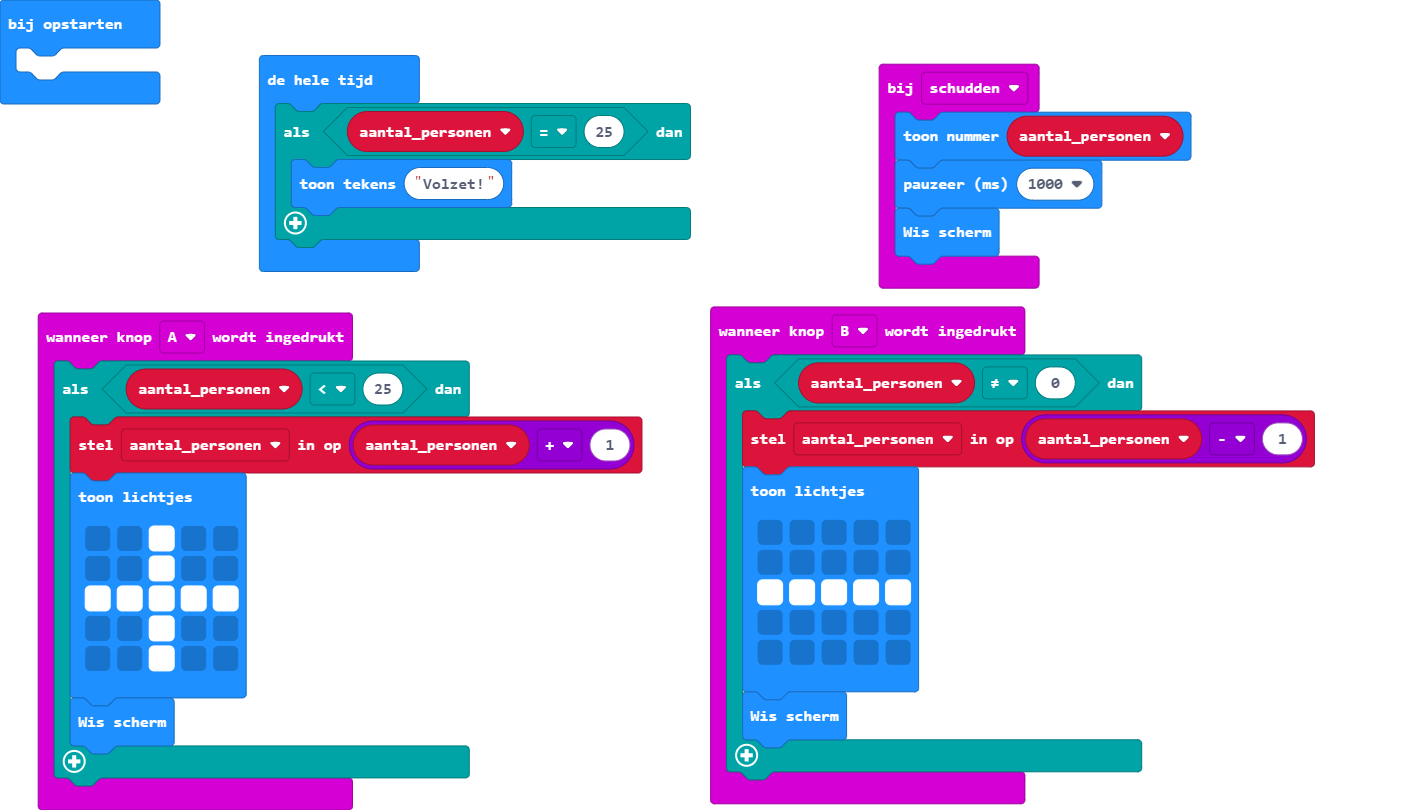 bij opstarten
de hele tijd
als aantal_personen = 25 dan
toon tekens "Volzet!"
bij schudden
toon nummer aantal_personen
pauzeer (ms) 1000
Wis scherm
wanneer knop A wordt ingedrukt
als aantal_personen < 25 dan
stel aantal_personen in op aantal_personen + 1
toon lichtjes
Wis scherm
wanneer knop B wordt ingedrukt
als aantal_personen ≠ 0 dan
stel aantal_personen in op aantal_personen - 1
toon lichtjes
Wis scherm